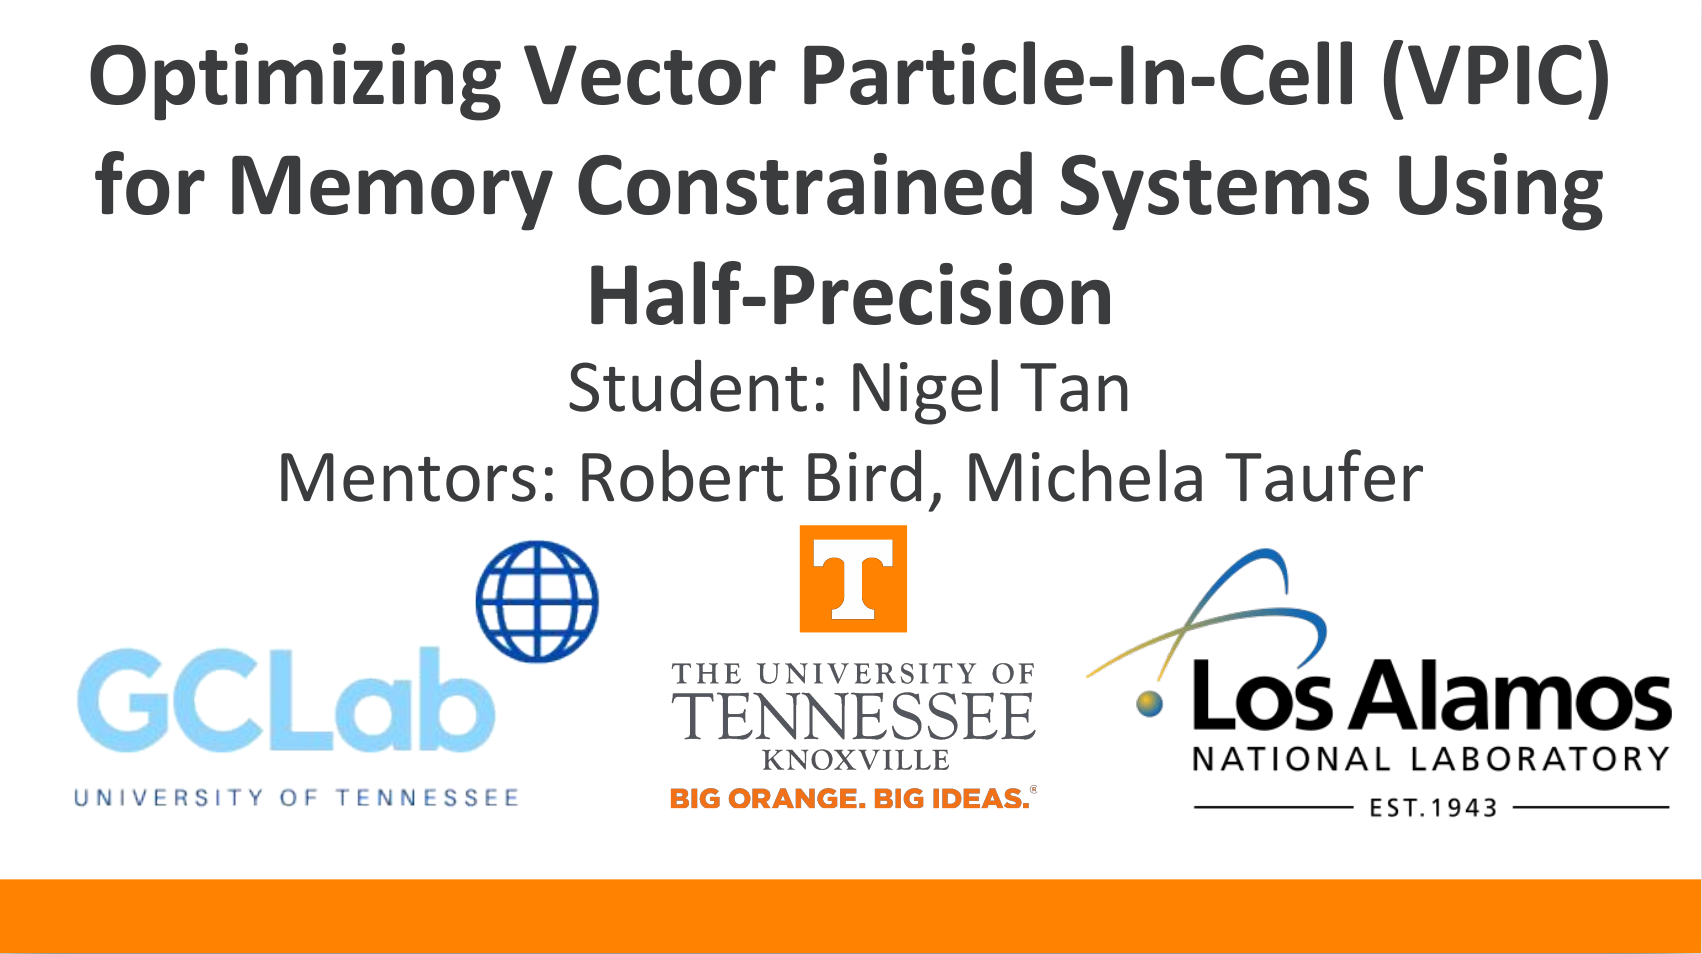 Optimizing Vector Particle-In-Cell (VPIC)
for Memory Constrained Systems Using
Half-Precision
Student: Nigel Tan
Mentors: Robert Bird, Michela Taufer
GCLab
UNIVERSITY OF TENNESSEE
T
THE UNIVERSITY OF
TENNESSEE
KNOXVILLE
BIG ORANGE. BIG IDEAS.®
Los Alamos
NATIONAL LABORATORY
EST.1943